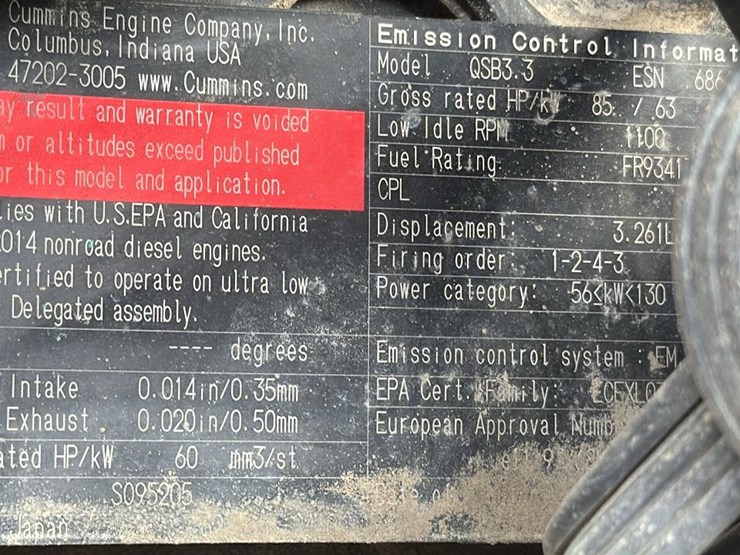 Cummins Engine Company, Inc.
Columbus, Indiana USA
47202-3005 www.Cummins.com
ay result and warranty is voided
or altitudes exceed published
or this model and application.
lies with U.S.EPA and California
2014 nonroad diesel engines.
ertified to operate on ultra low
Delegated assembly.
---- degrees
Intake 0.014in/0.35mm
Exhaust 0.020in/0.50mm
ated HP/kW 60 mm3/st
S095205
Japan
Emission Control Informat
Model QSB3.3 ESN 686
Gross rated HP/kW 85 / 63
Low Idle RPM 1100
Fuel Rating FR9341
CPL
Displacement: 3.261L
Firing order: 1-2-4-3
Power category: 56≤kW<130
Emission control system : EM
EPA Cert. Family:
European Approval Numb